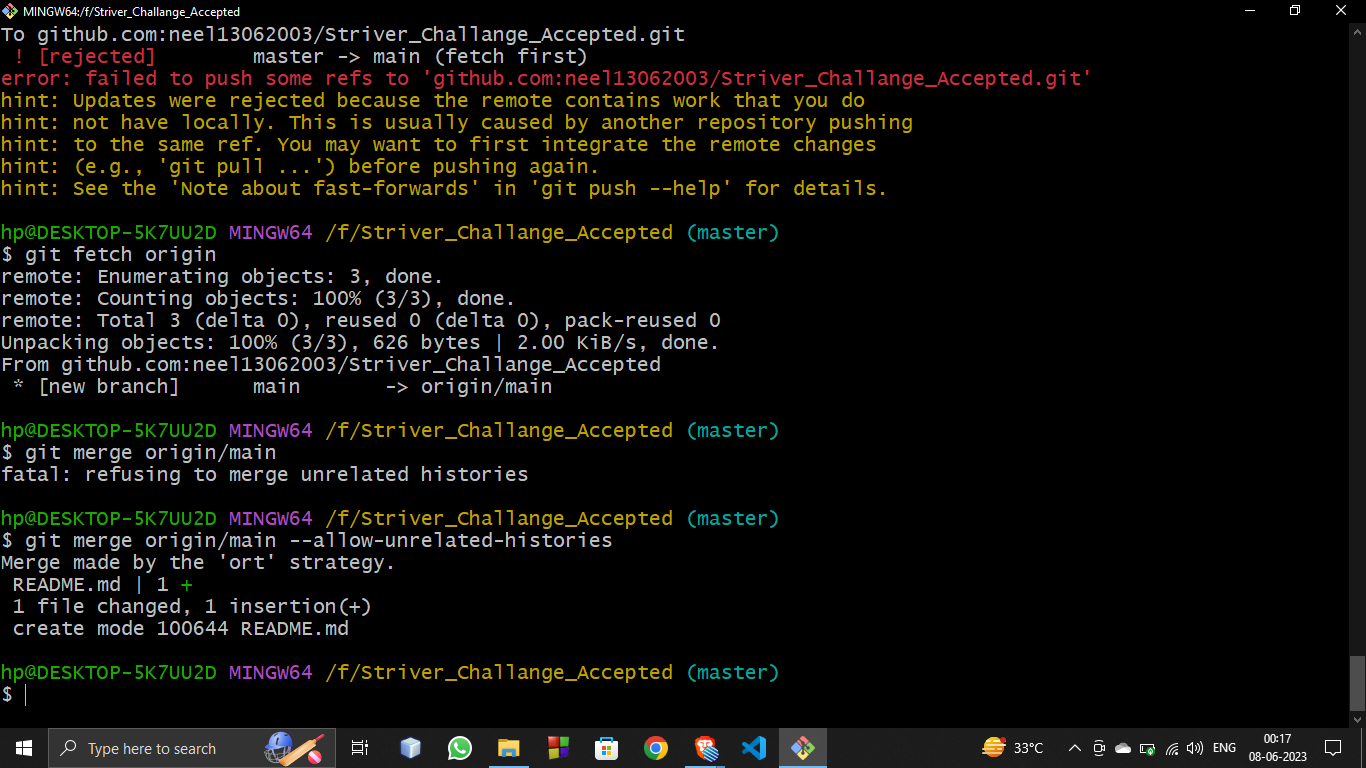 MINGW64:/f/Striver_Challange_Accepted
To github.com:neel13062003/Striver_Challange_Accepted.git
 ! [rejected]        master -> main (fetch first)
error: failed to push some refs to 'github.com:neel13062003/Striver_Challange_Accepted.git'
hint: Updates were rejected because the remote contains work that you do
hint: not have locally. This is usually caused by another repository pushing
hint: to the same ref. You may want to first integrate the remote changes
hint: (e.g., 'git pull ...') before pushing again.
hint: See the 'Note about fast-forwards' in 'git push --help' for details.
hp@DESKTOP-5K7UU2D MINGW64 /f/Striver_Challange_Accepted (master)
$ git fetch origin
remote: Enumerating objects: 3, done.
remote: Counting objects: 100% (3/3), done.
remote: Total 3 (delta 0), reused 0 (delta 0), pack-reused 0
Unpacking objects: 100% (3/3), 626 bytes | 2.00 KiB/s, done.
From github.com:neel13062003/Striver_Challange_Accepted
 * [new branch]      main       -> origin/main
hp@DESKTOP-5K7UU2D MINGW64 /f/Striver_Challange_Accepted (master)
$ git merge origin/main
fatal: refusing to merge unrelated histories
hp@DESKTOP-5K7UU2D MINGW64 /f/Striver_Challange_Accepted (master)
$ git merge origin/main --allow-unrelated-histories
Merge made by the 'ort' strategy.
 README.md | 1 +
 1 file changed, 1 insertion(+)
 create mode 100644 README.md
hp@DESKTOP-5K7UU2D MINGW64 /f/Striver_Challange_Accepted (master)
$
Type here to search
33°C
ENG
00:17
08-06-2023